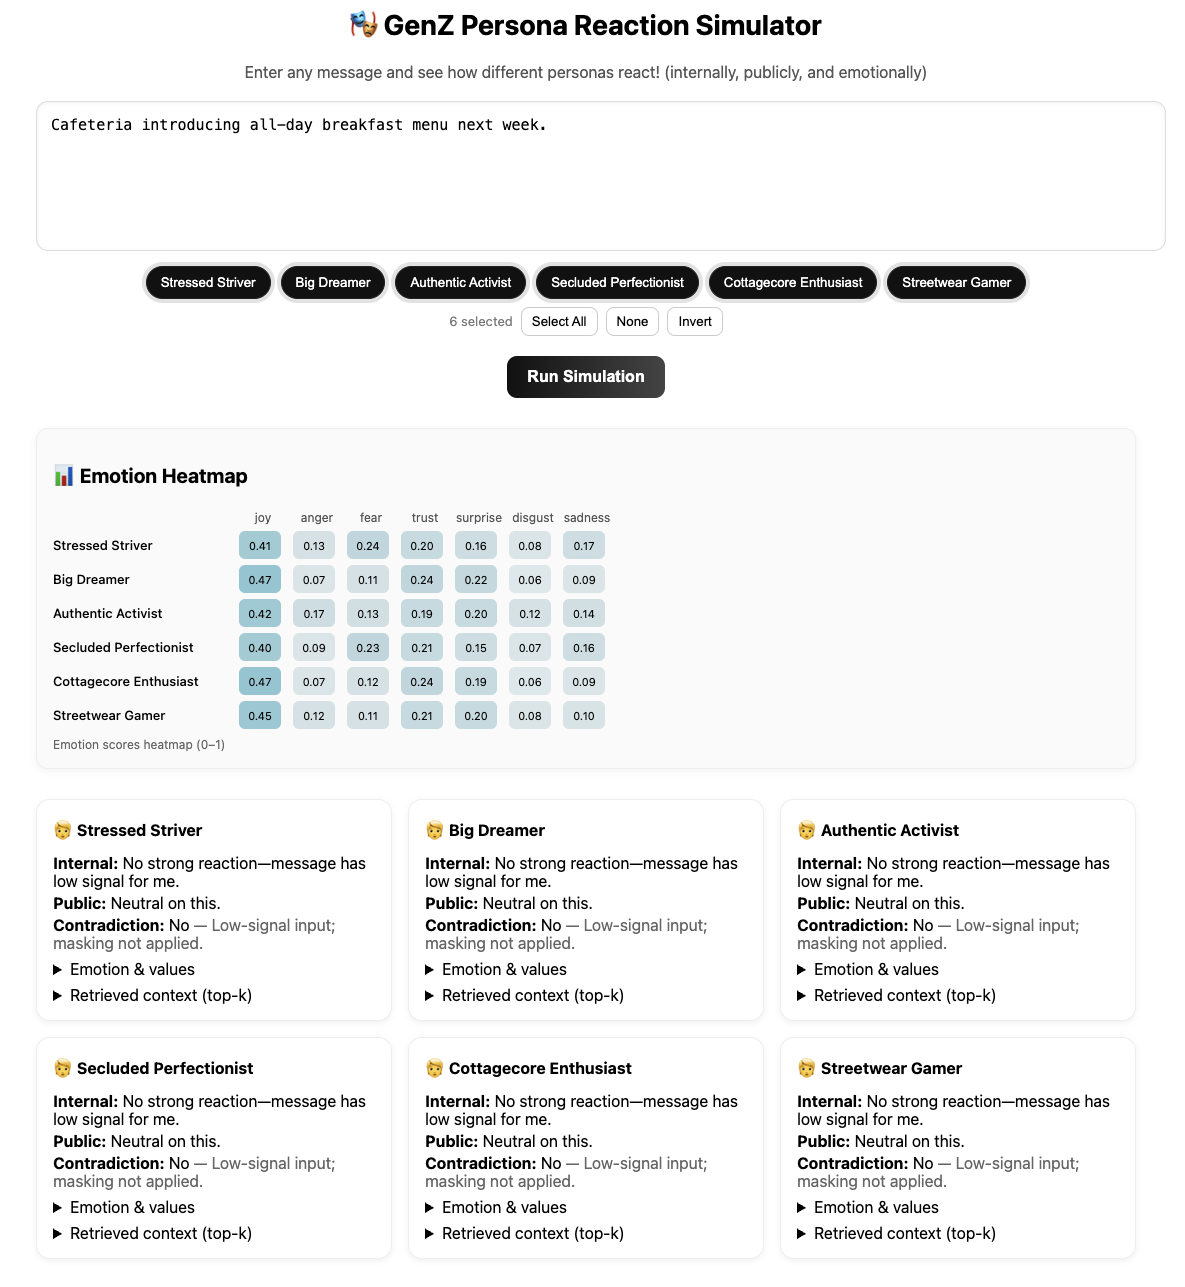 GenZ Persona Reaction Simulator
Enter any message and see how different personas react! (internally, publicly, and emotionally)
Cafeteria introducing all-day breakfast menu next week.
Stressed Striver Big Dreamer Authentic Activist Secluded Perfectionist Cottagecore Enthusiast Streetwear Gamer
6 selected Select All None Invert
Run Simulation
Emotion Heatmap
joy anger fear trust surprise disgust sadness
Stressed Striver 0.41 0.13 0.24 0.20 0.16 0.08 0.17
Big Dreamer 0.47 0.07 0.11 0.24 0.22 0.06 0.09
Authentic Activist 0.42 0.17 0.13 0.19 0.20 0.12 0.14
Secluded Perfectionist 0.40 0.09 0.23 0.21 0.15 0.07 0.16
Cottagecore Enthusiast 0.47 0.07 0.12 0.24 0.19 0.06 0.09
Streetwear Gamer 0.45 0.12 0.11 0.21 0.20 0.08 0.10
Emotion scores heatmap (0–1)
Stressed Striver
Internal: No strong reaction—message has
low signal for me.
Public: Neutral on this.
Contradiction: No — Low-signal input;
masking not applied.
Emotion & values
Retrieved context (top-k)
Big Dreamer
Internal: No strong reaction—message has
low signal for me.
Public: Neutral on this.
Contradiction: No — Low-signal input;
masking not applied.
Emotion & values
Retrieved context (top-k)
Authentic Activist
Internal: No strong reaction—message has
low signal for me.
Public: Neutral on this.
Contradiction: No — Low-signal input;
masking not applied.
Emotion & values
Retrieved context (top-k)
Secluded Perfectionist
Internal: No strong reaction—message has
low signal for me.
Public: Neutral on this.
Contradiction: No — Low-signal input;
masking not applied.
Emotion & values
Retrieved context (top-k)
Cottagecore Enthusiast
Internal: No strong reaction—message has
low signal for me.
Public: Neutral on this.
Contradiction: No — Low-signal input;
masking not applied.
Emotion & values
Retrieved context (top-k)
Streetwear Gamer
Internal: No strong reaction—message has
low signal for me.
Public: Neutral on this.
Contradiction: No — Low-signal input;
masking not applied.
Emotion & values
Retrieved context (top-k)